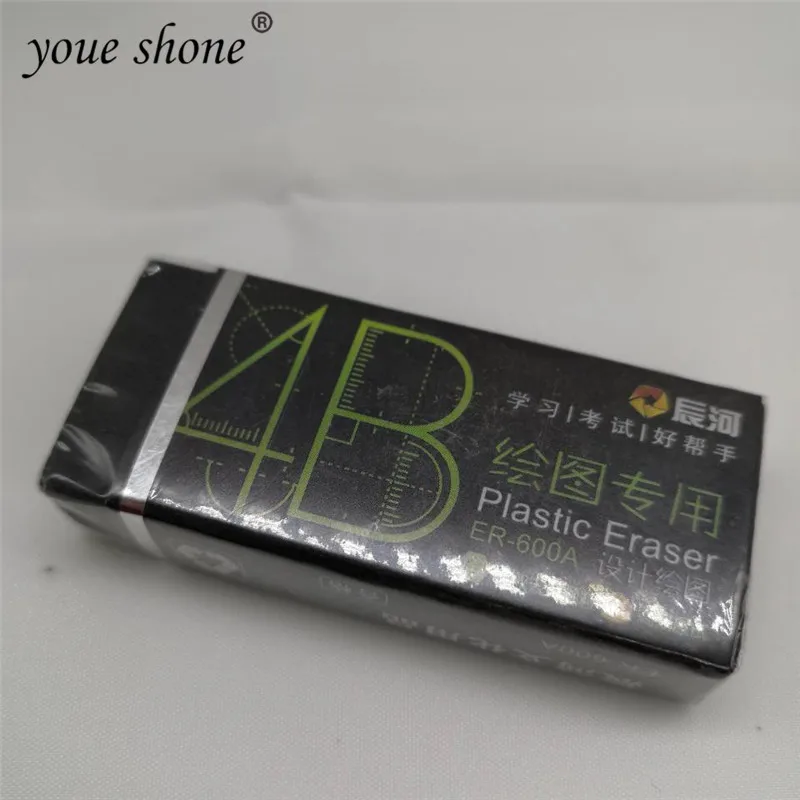 youe shone®
4B
辰河
学习|考试|好帮手
绘图专用
Plastic Eraser
ER-600A 设计绘图